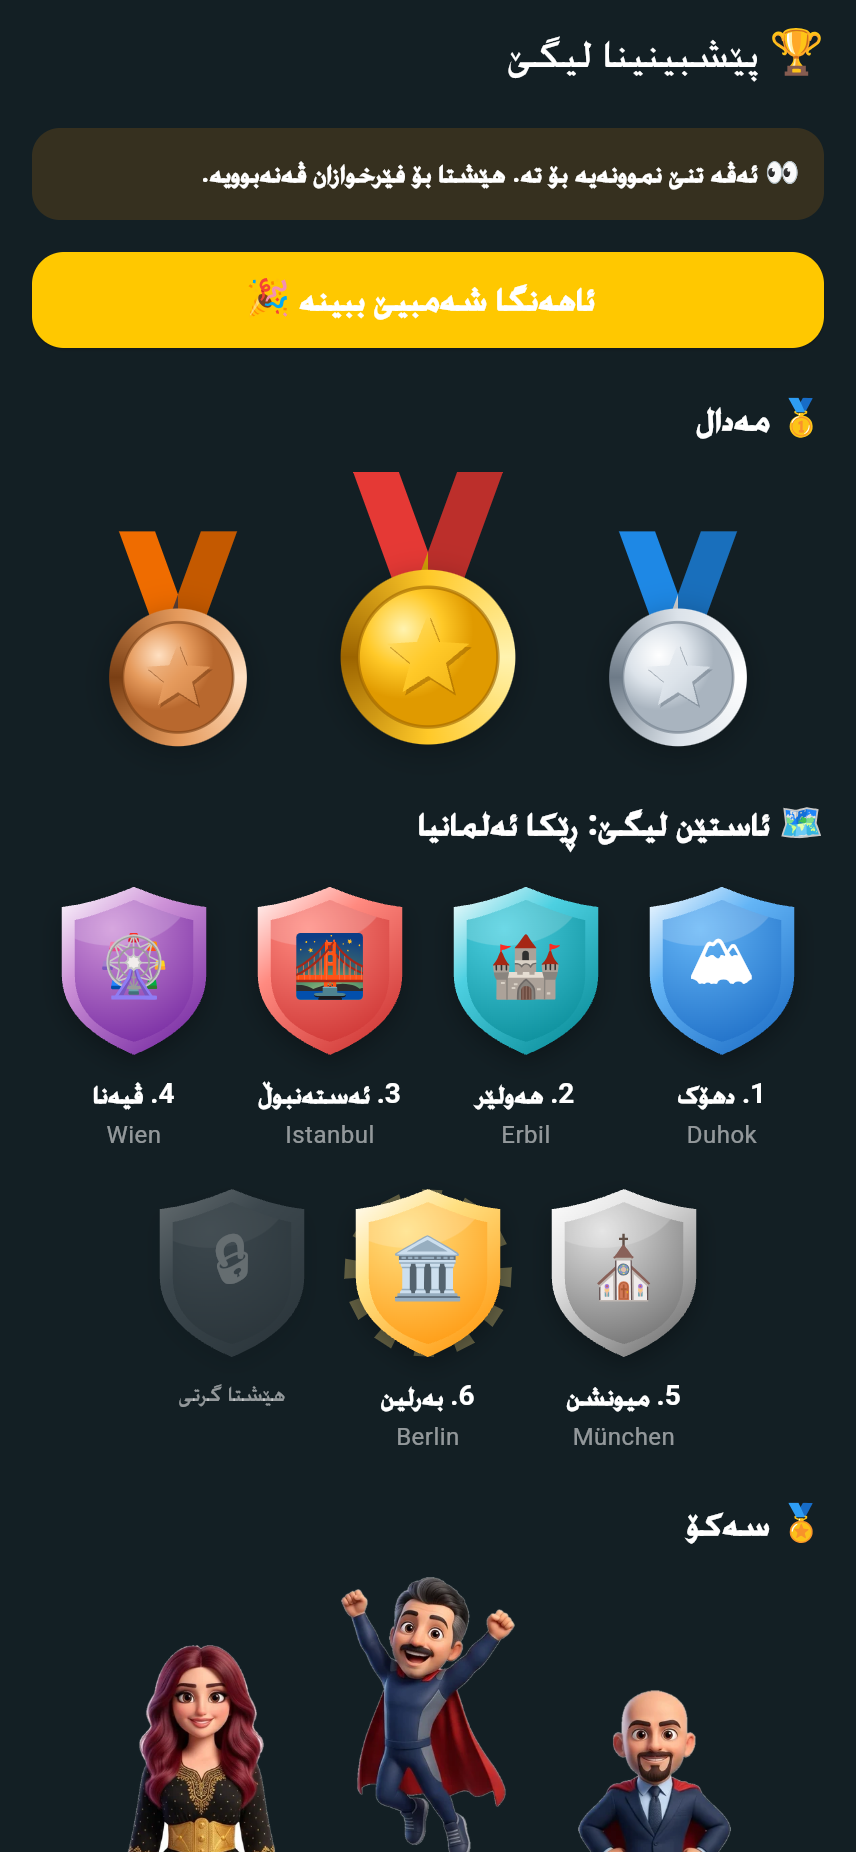 پێشبینینا لیگێ
ئەڤە تنێ نموونەیە بۆ تە. هێشتا بۆ فێرخوازان ڤەنەبوویە.
ئاهەنگا شەمبیێ ببینە
مەدال
ئاستێن لیگێ: ڕێکا ئەلمانیا
1. دهۆک
Duhok
2. هەولێر
Erbil
3. ئەستەنبوڵ
Istanbul
4. ڤیەنا
Wien
5. میونشن
München
6. بەرلین
Berlin
هێشتا گرتی
سەکۆ